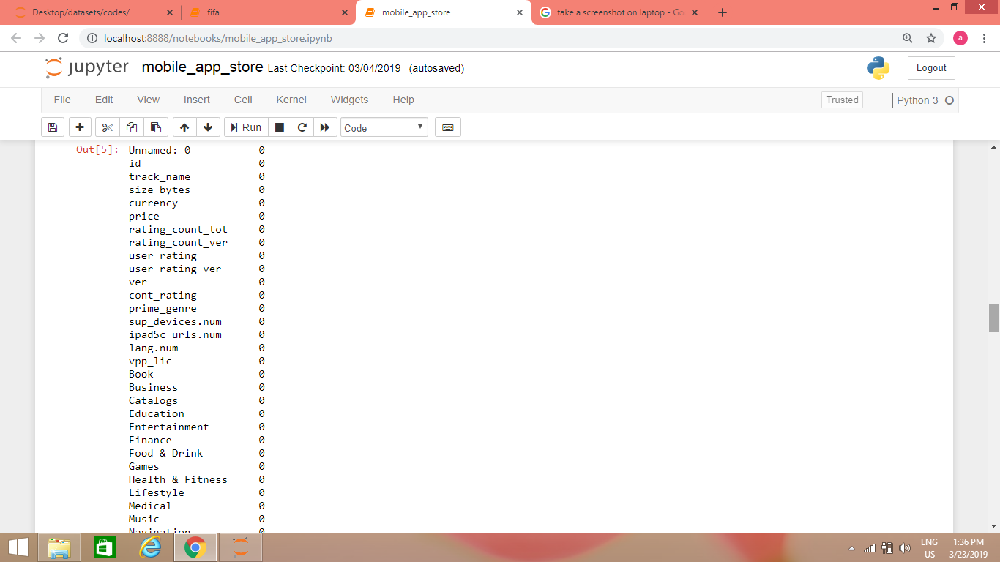 Desktop/datasets/codes/
fifa
mobile_app_store
take a screenshot on laptop - Go
localhost:8888/notebooks/mobile_app_store.ipynb
a
jupyter mobile_app_store Last Checkpoint: 03/04/2019 (autosaved)
Logout
File Edit View Insert Cell Kernel Widgets Help
Trusted Python 3
Run Code
Out[5]: Unnamed: 0 0
id 0
track_name 0
size_bytes 0
currency 0
price 0
rating_count_tot 0
rating_count_ver 0
user_rating 0
user_rating_ver 0
ver 0
cont_rating 0
prime_genre 0
sup_devices.num 0
ipadSc_urls.num 0
lang.num 0
vpp_lic 0
Book 0
Business 0
Catalogs 0
Education 0
Entertainment 0
Finance 0
Food & Drink 0
Games 0
Health & Fitness 0
Lifestyle 0
Medical 0
Music 0
Navigation 0
ENG 1:36 PM
US 3/23/2019